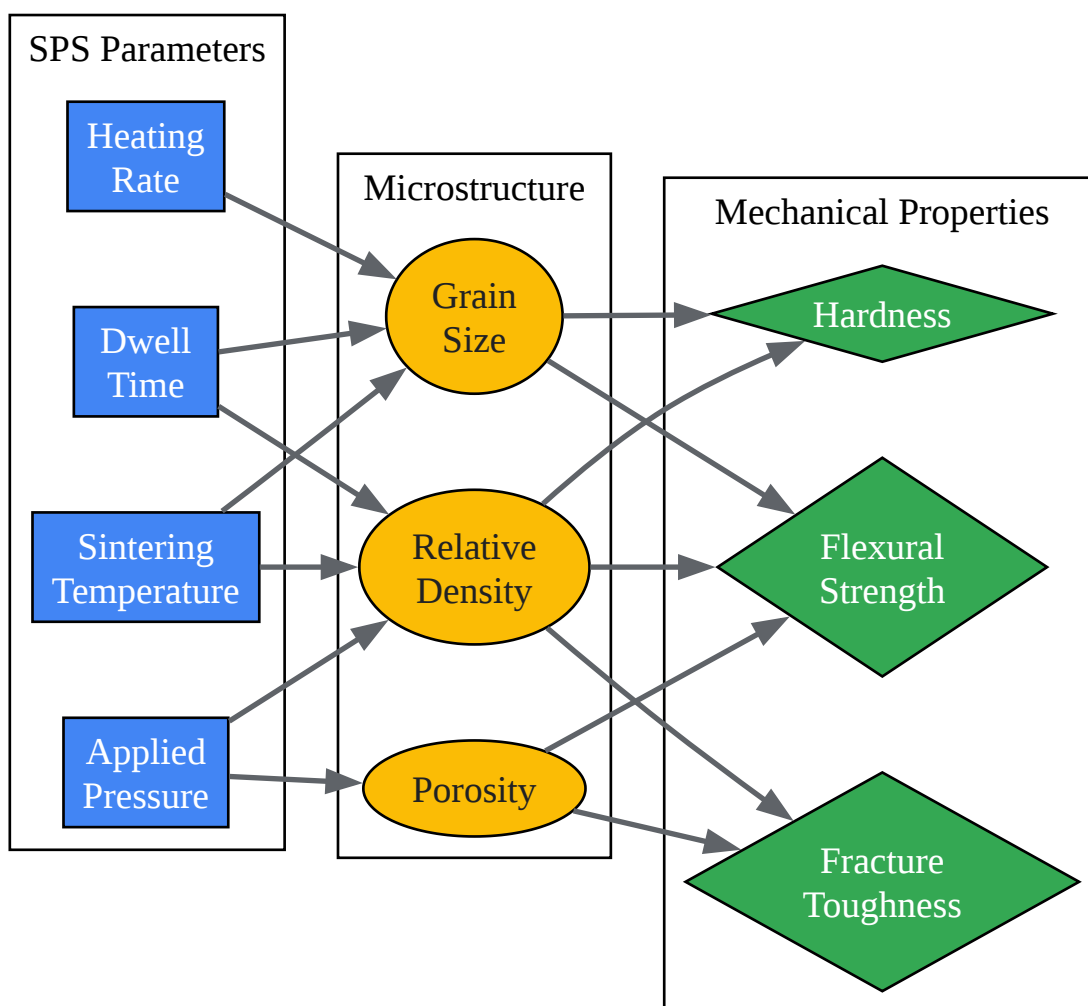 SPS Parameters
Heating
Rate
Dwell
Time
Sintering
Temperature
Applied
Pressure
Microstructure
Grain
Size
Relative
Density
Porosity
Mechanical Properties
Hardness
Flexural
Strength
Fracture
Toughness